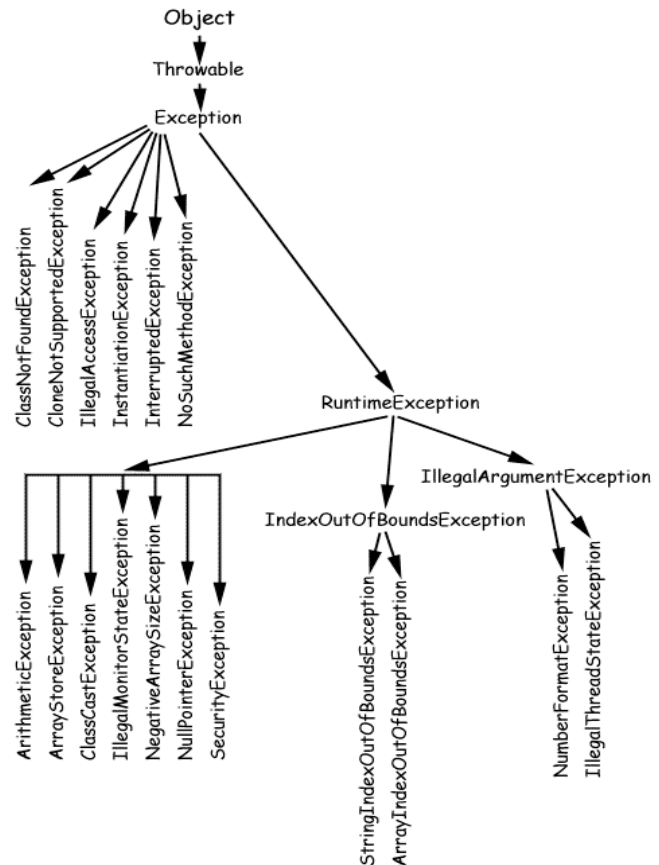 Object
Throwable
Exception
ClassNotFoundException
CloneNotSupportedException
IllegalAccessException
InstantiationException
InterruptedException
NoSuchMethodException
RuntimeException
IllegalArgumentException
IndexOutOfBoundsException
ArithmeticException
ArrayStoreException
ClassCastException
IllegalMonitorStateException
NegativeArraySizeException
NullPointerException
SecurityException
StringIndexOutOfBoundsException
ArrayIndexOutOfBoundsException
NumberFormatException
IllegalThreadStateException